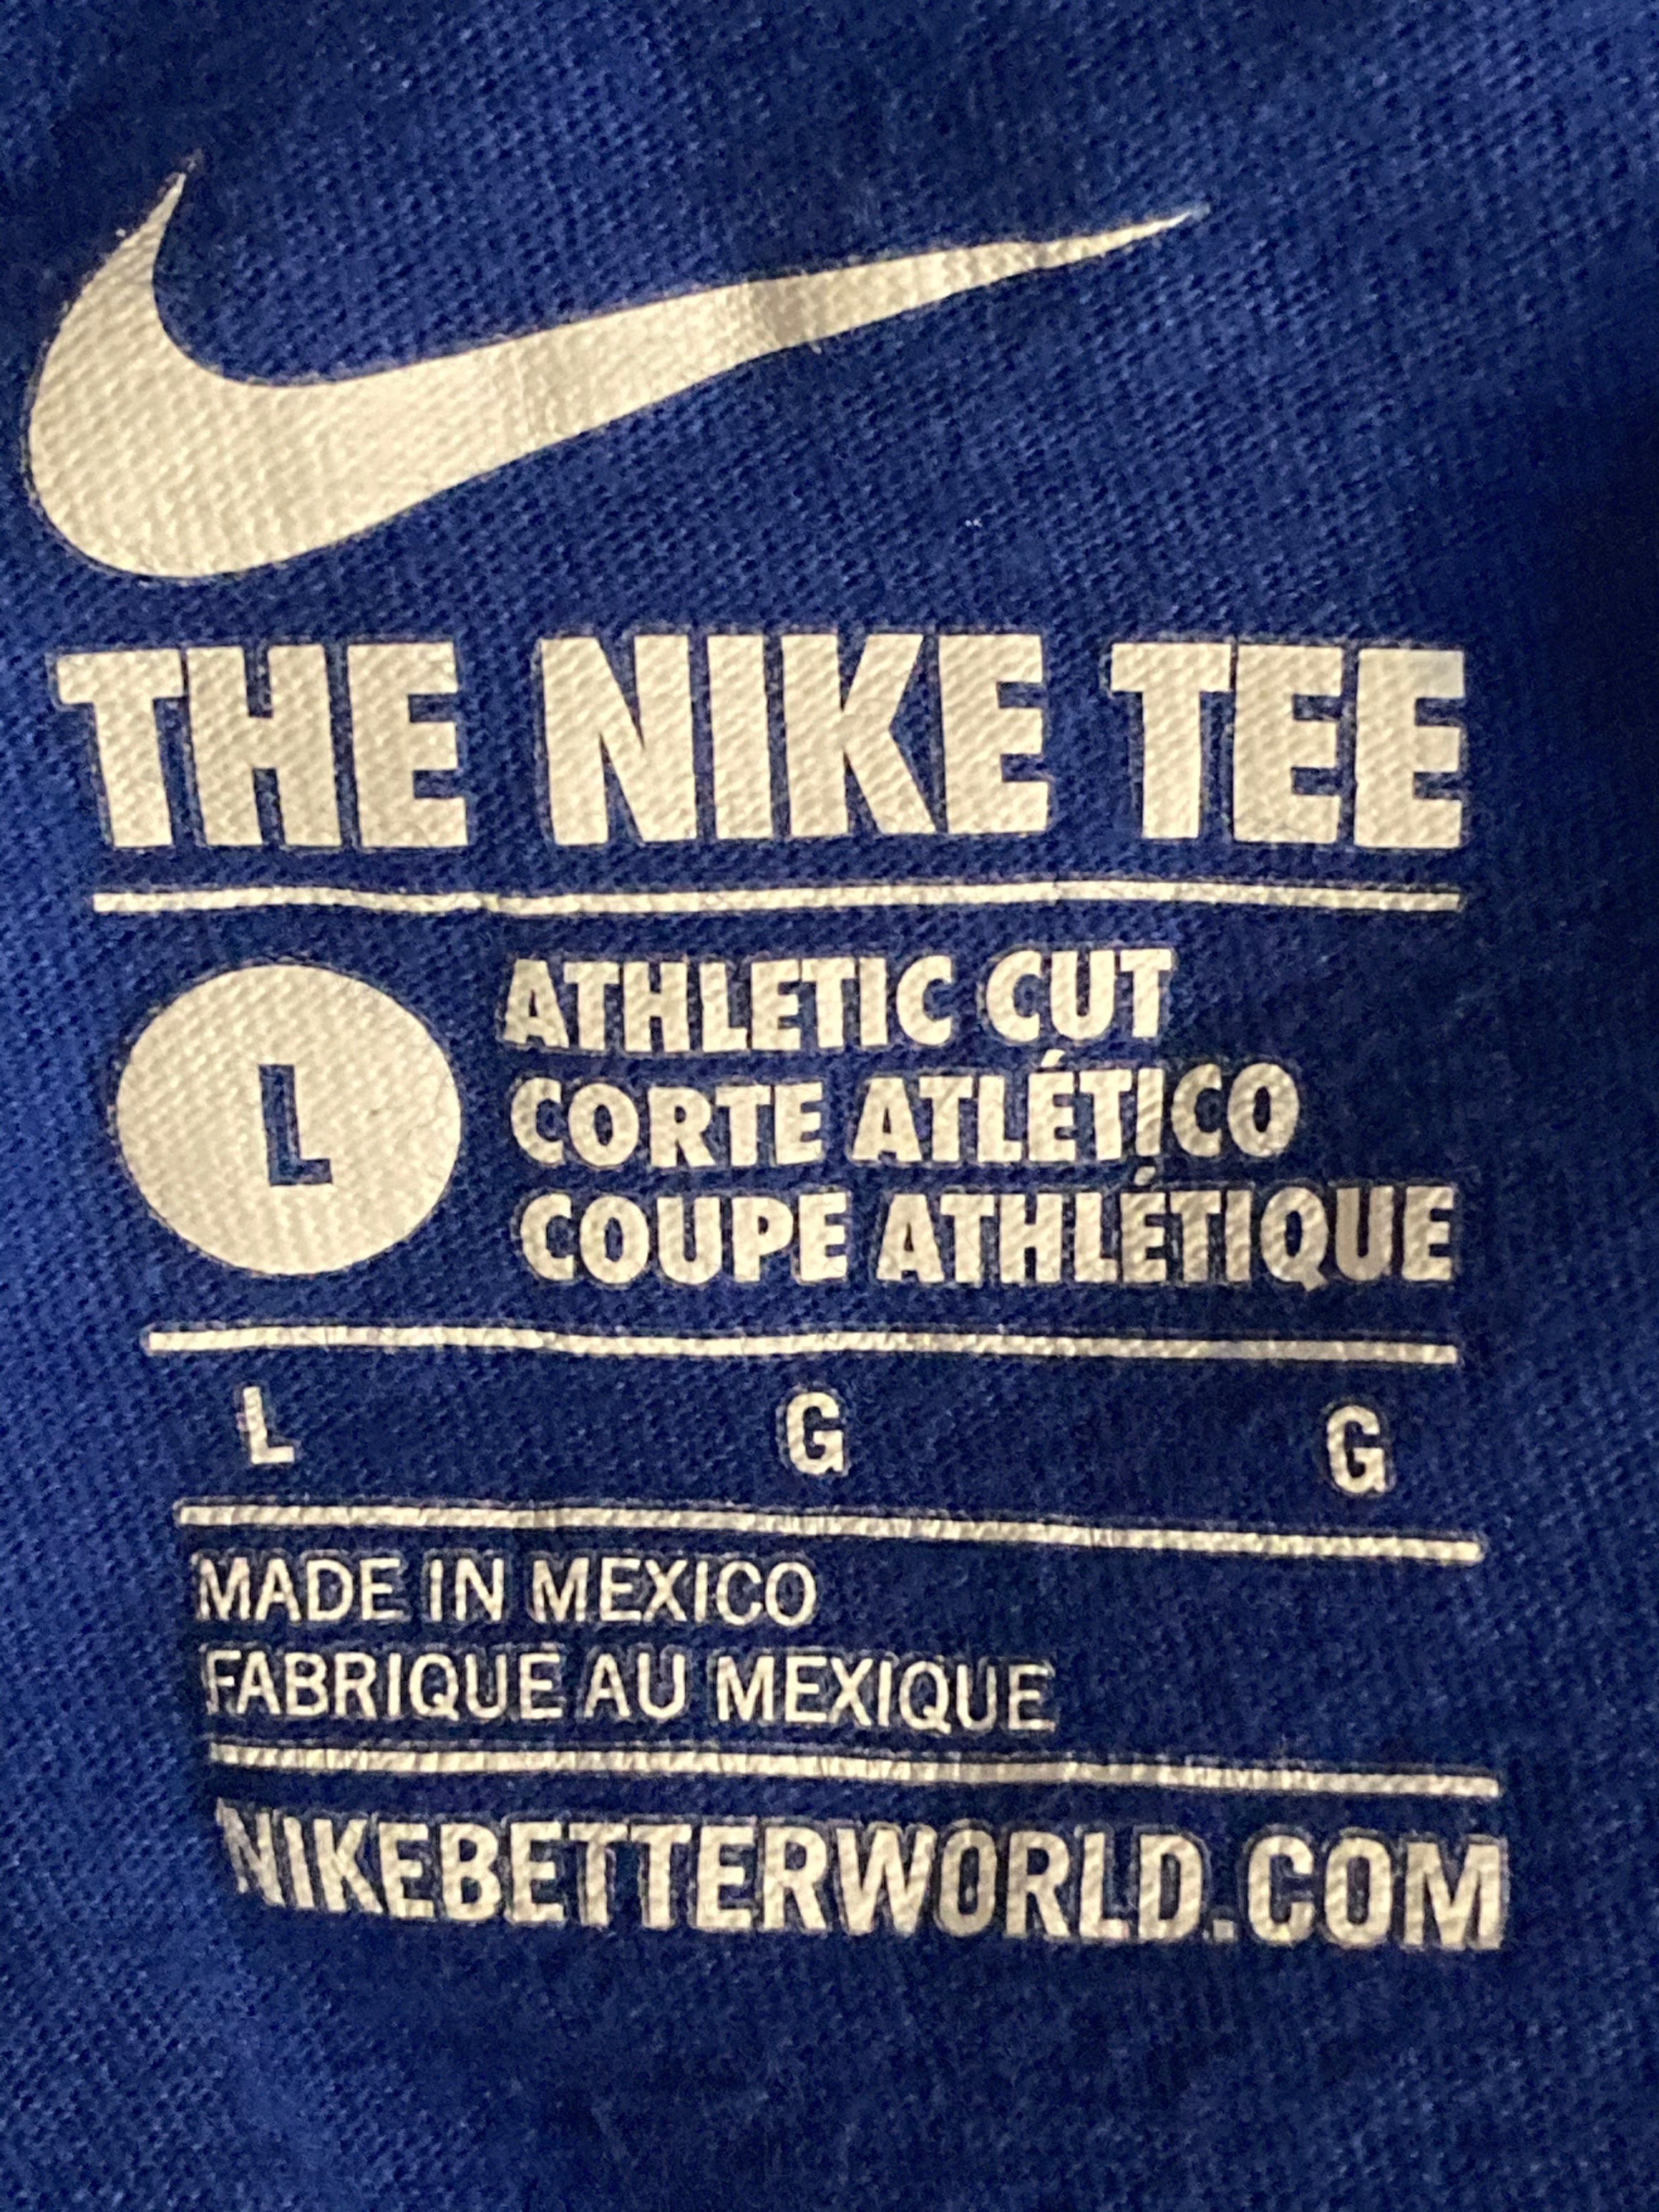 THE NIKE TEE
L
ATHLETIC CUT
CORTE ATLÉTICO
COUPE ATHLÉTIQUE
L G G
MADE IN MEXICO
FABRIQUE AU MEXIQUE
NIKEBETTERWORLD.COM